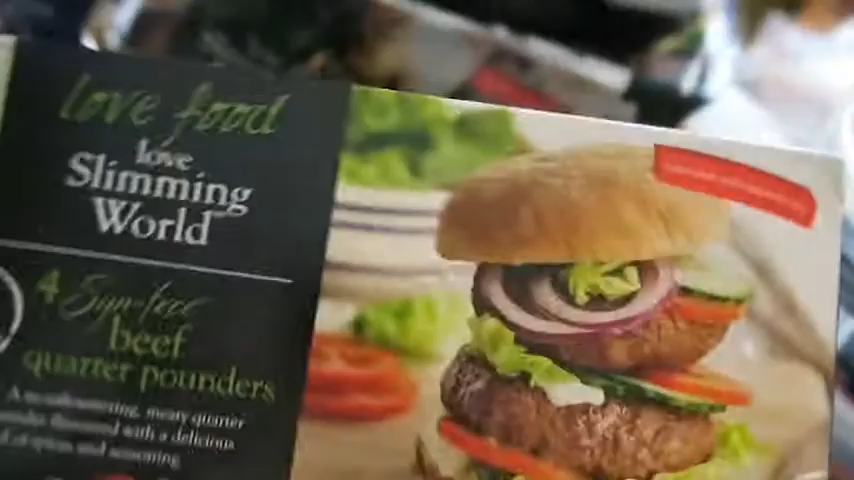 love food
love
Slimming
World
4 Syn-free
beef
quarter pounders
A mouthwatering, meaty quarter
flavoured with a delicious
of spices and seasoning